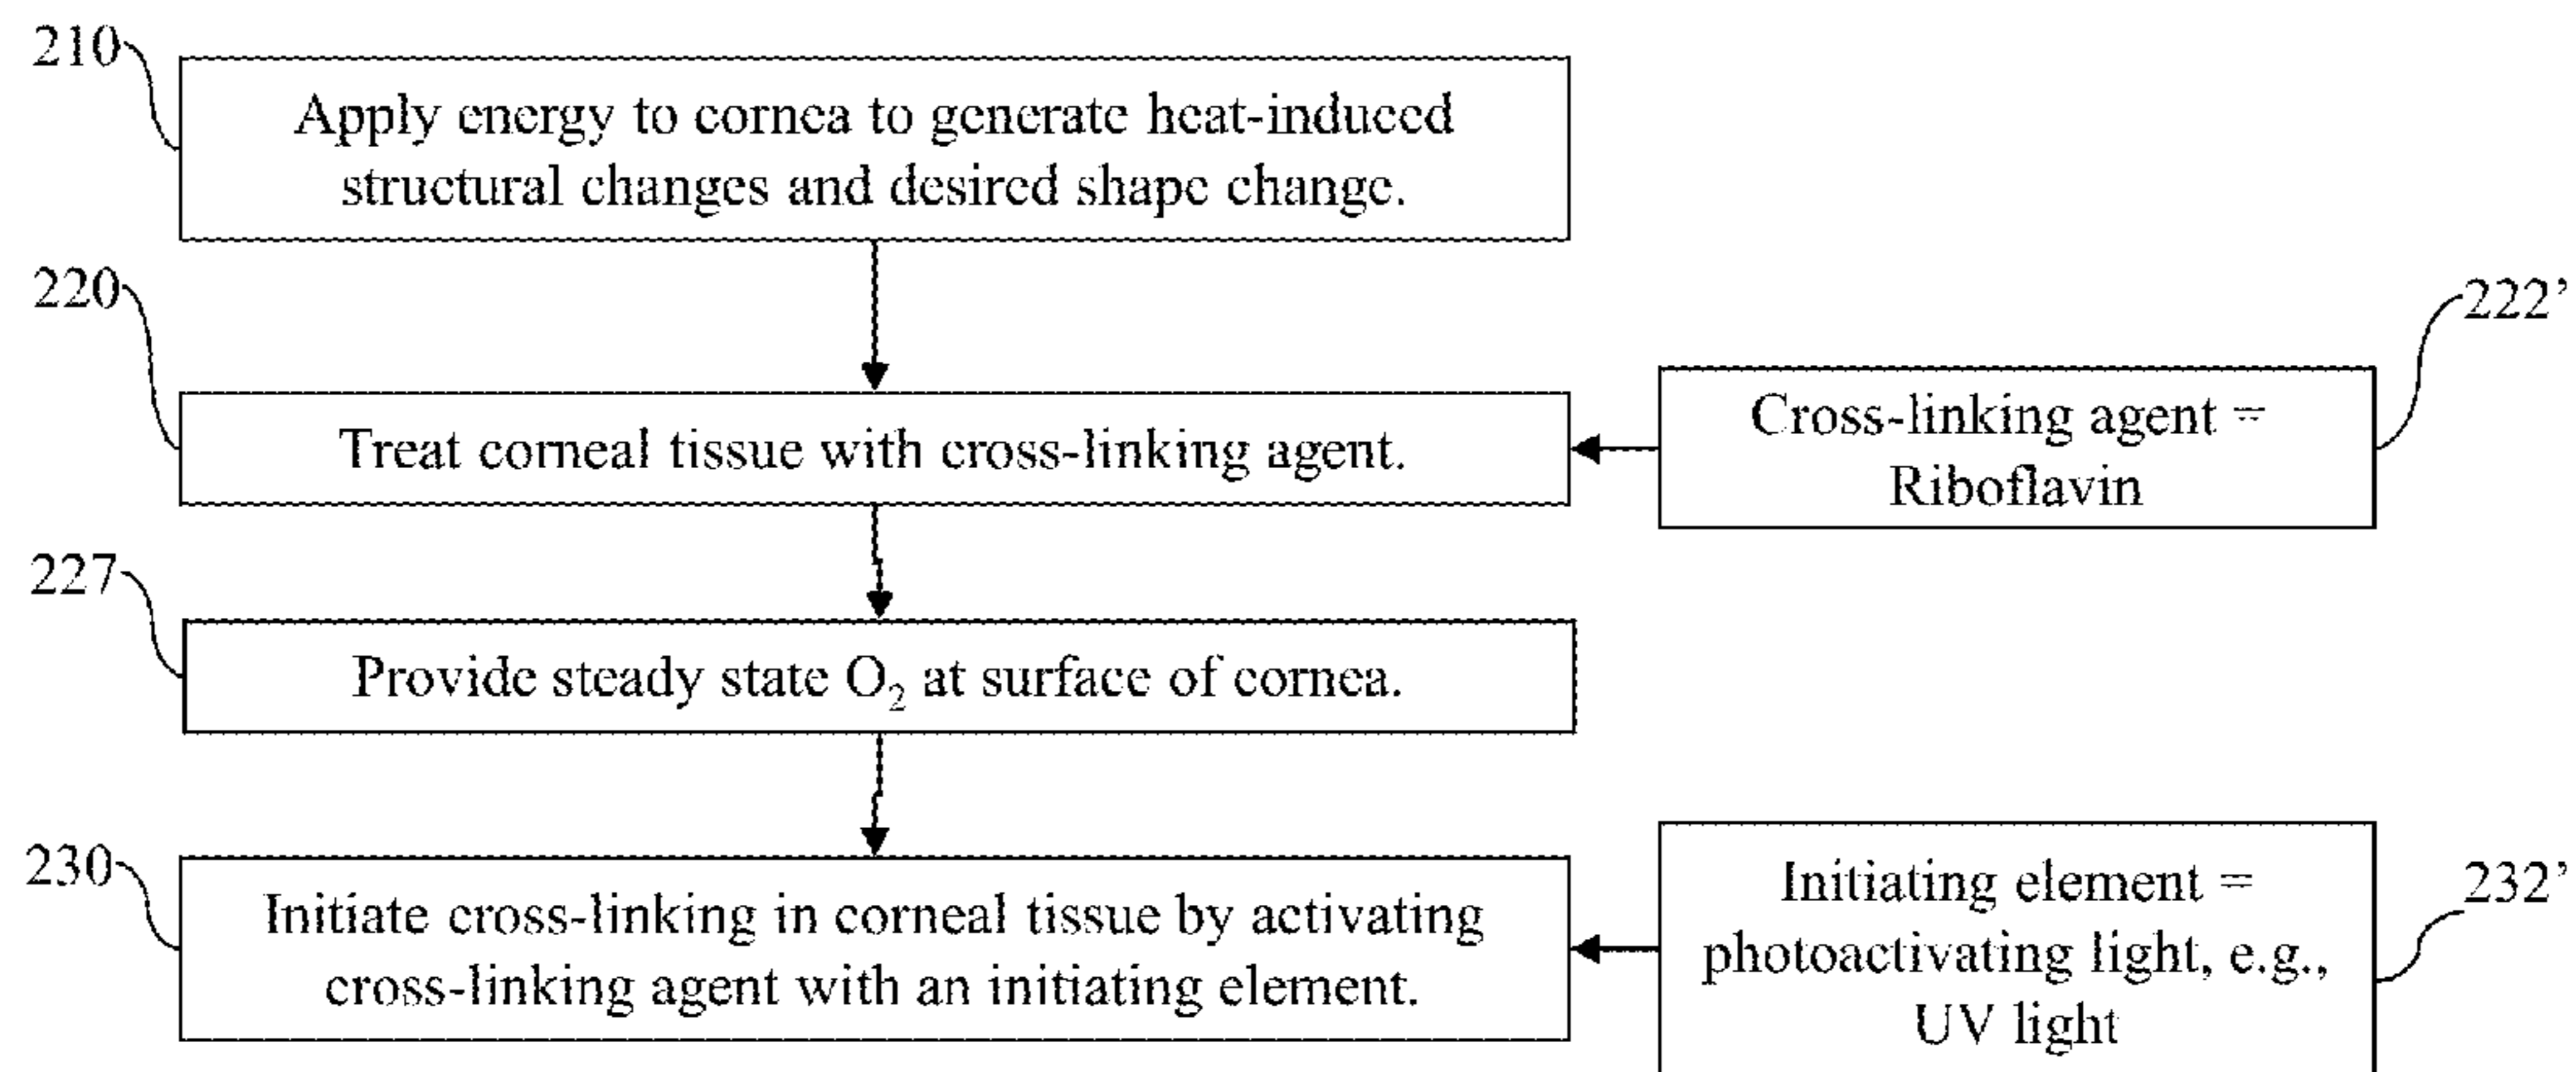 210
Apply energy to cornea to generate heat-induced
structural changes and desired shape change.
220
Treat corneal tissue with cross-linking agent.
222’
Cross-linking agent =
Riboflavin
227
Provide steady state O₂ at surface of cornea.
230
Initiate cross-linking in corneal tissue by activating
cross-linking agent with an initiating element.
232’
Initiating element =
photoactivating light, e.g.,
UV light